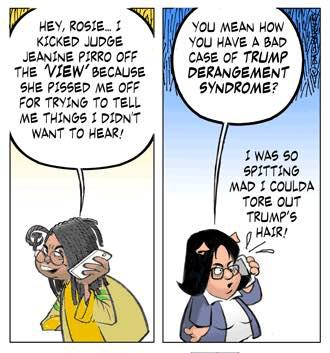 HEY, ROSIE... I
KICKED JUDGE
JEANINE PIRRO OFF
THE 'VIEW' BECAUSE
SHE PISSED ME OFF
FOR TRYING TO TELL
ME THINGS I DIDN'T
WANT TO HEAR!
YOU MEAN HOW
YOU HAVE A BAD
CASE OF TRUMP
DERANGEMENT
SYNDROME?
I WAS SO
SPITTING
MAD I COULDA
TORE OUT
TRUMP'S
HAIR!